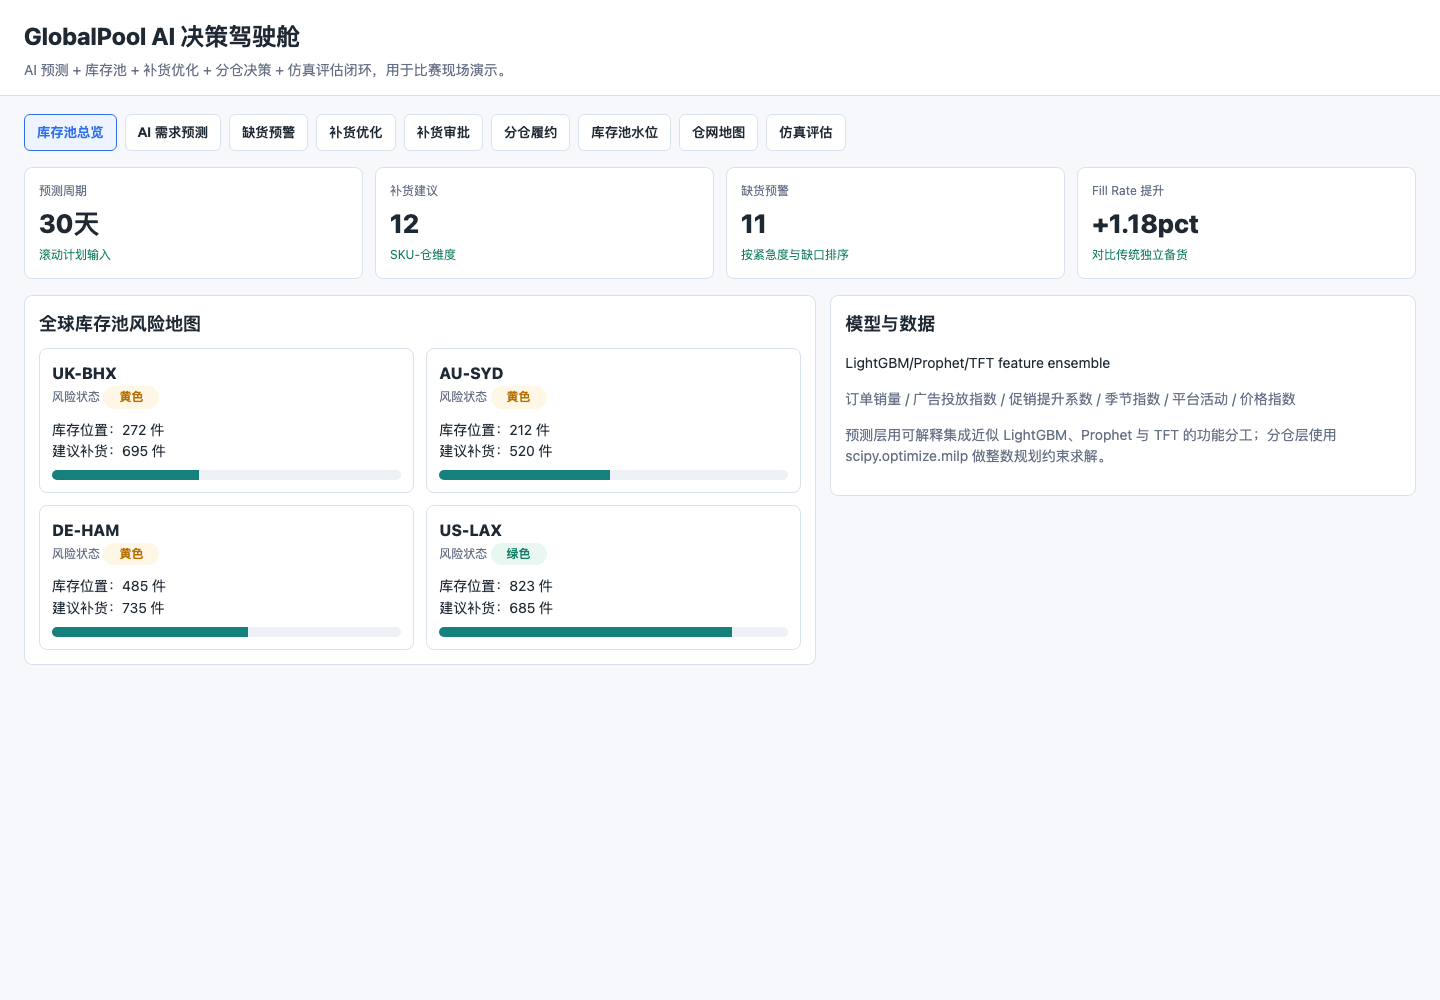 GlobalPool AI 决策驾驶舱
AI 预测 + 库存池 + 补货优化 + 分仓决策 + 仿真评估闭环，用于比赛现场演示。
库存池总览
AI 需求预测
缺货预警
补货优化
补货审批
分仓履约
库存池水位
仓网地图
仿真评估
预测周期
30天
滚动计划输入
补货建议
12
SKU-仓维度
缺货预警
11
按紧急度与缺口排序
Fill Rate 提升
+1.18pct
对比传统独立备货
全球库存池风险地图
UK-BHX
风险状态 黄色
库存位置：272 件
建议补货：695 件
AU-SYD
风险状态 黄色
库存位置：212 件
建议补货：520 件
DE-HAM
风险状态 黄色
库存位置：485 件
建议补货：735 件
US-LAX
风险状态 绿色
库存位置：823 件
建议补货：685 件
模型与数据
LightGBM/Prophet/TFT feature ensemble
订单销量 / 广告投放指数 / 促销提升系数 / 季节指数 / 平台活动 / 价格指数
预测层用可解释集成近似 LightGBM、Prophet 与 TFT 的功能分工；分仓层使用
scipy.optimize.milp 做整数规划约束求解。